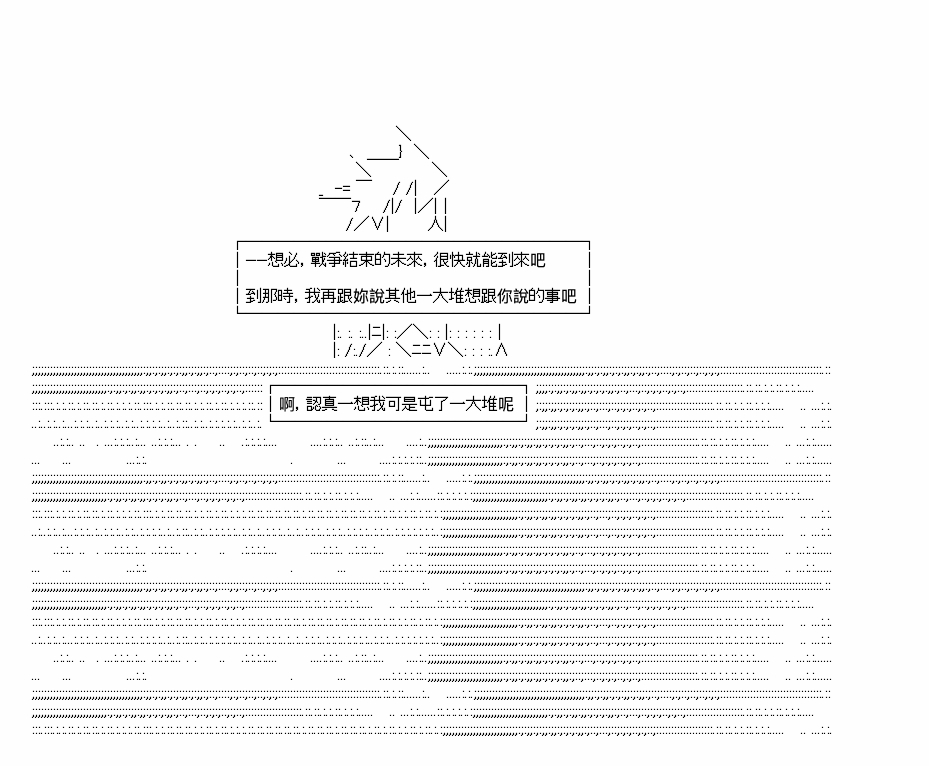 ——想必，戰爭結束的未來，很快就能到來吧
到那時，我再跟妳說其他一大堆想跟你說的事吧
啊，認真一想我可是屯了一大堆呢